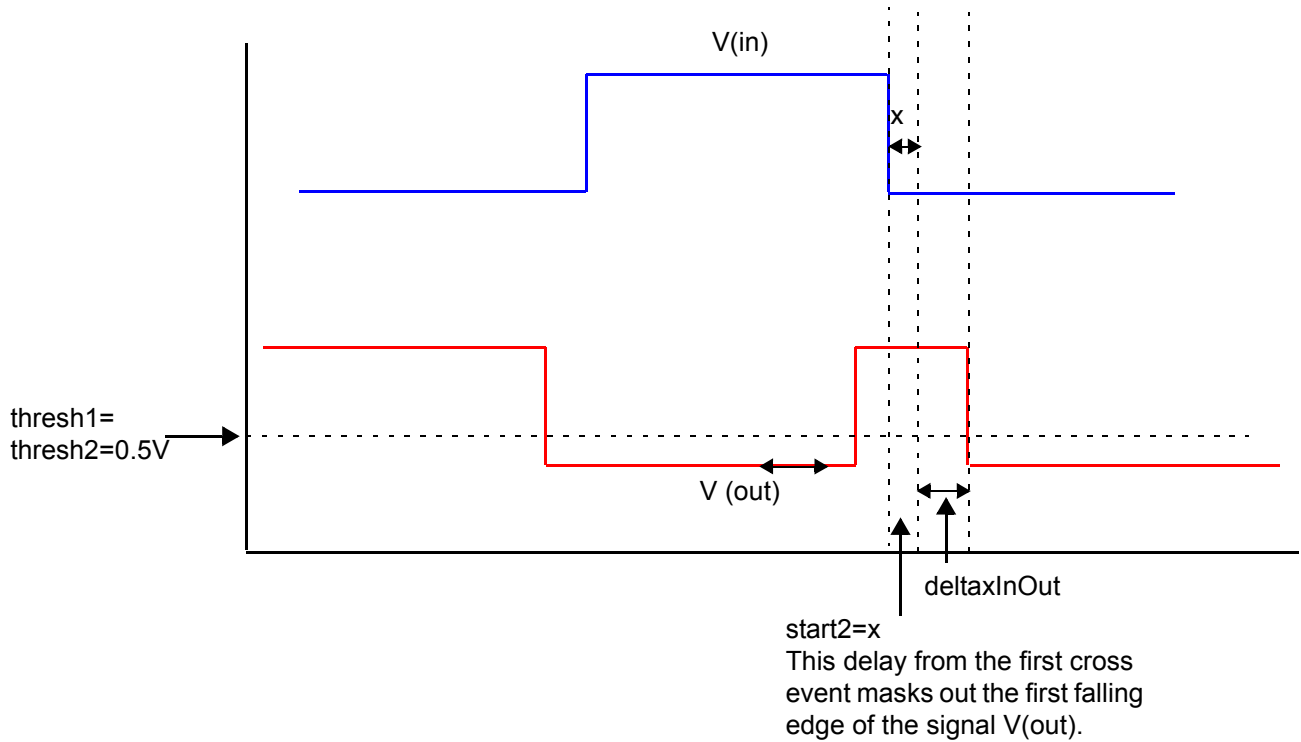 V(in)
x
thresh1=
thresh2=0.5V
V (out)
deltaxInOut
start2=x
This delay from the first cross
event masks out the first falling
edge of the signal V(out).